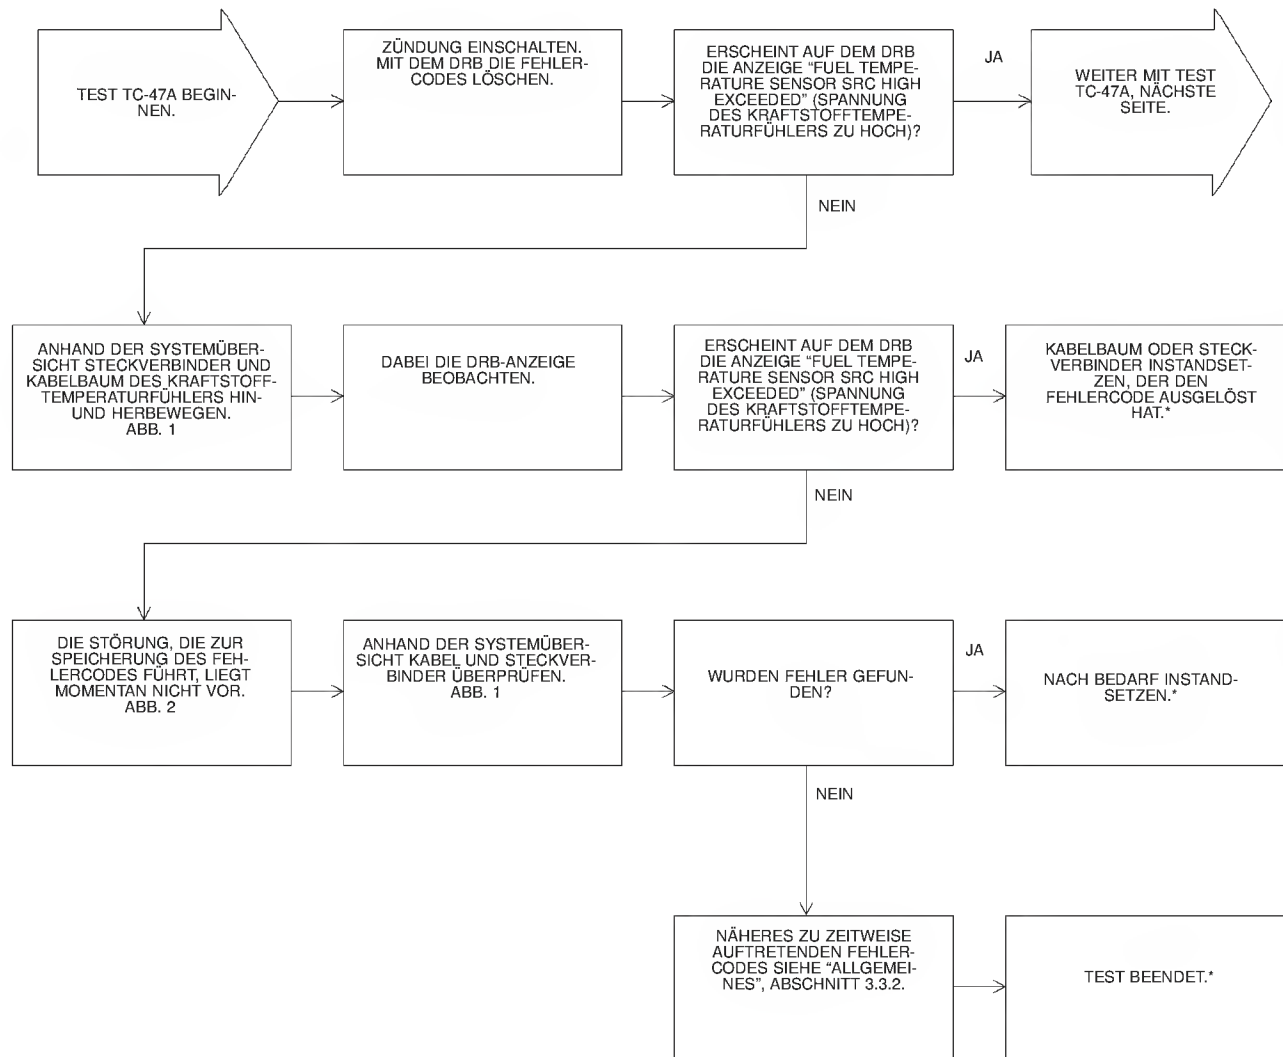 TEST TC-47A BEGIN-
NEN.
ZÜNDUNG EINSCHALTEN.
MIT DEM DRB DIE FEHLER-
CODES LÖSCHEN.
ERSCHEINT AUF DEM DRB
DIE ANZEIGE “FUEL TEMPE-
RATURE SENSOR SRC HIGH
EXCEEDED” (SPANNUNG
DES KRAFTSTOFFTEMPE-
RATURFÜHLERS ZU HOCH)?
JA
WEITER MIT TEST
TC-47A, NÄCHSTE
SEITE.
NEIN
ANHAND DER SYSTEMÜBER-
SICHT STECKVERBINDER UND
KABELBAUM DES KRAFTSTOFF-
TEMPERATURFÜHLERS HIN-
UND HERBEWEGEN.
ABB. 1
DABEI DIE DRB-ANZEIGE
BEOBACHTEN.
ERSCHEINT AUF DEM DRB
DIE ANZEIGE “FUEL TEMPE-
RATURE SENSOR SRC HIGH
EXCEEDED” (SPANNUNG
DES KRAFTSTOFFTEMPE-
RATURFÜHLERS ZU HOCH)?
JA
KABELBAUM ODER STECK-
VERBINDER INSTANDSET-
ZEN, DER DEN
FEHLERCODE AUSGELÖST
HAT.*
NEIN
DIE STÖRUNG, DIE ZUR
SPEICHERUNG DES FEH-
LERCODES FÜHRT, LIEGT
MOMENTAN NICHT VOR.
ABB. 2
ANHAND DER SYSTEMÜBER-
SICHT KABEL UND STECKVER-
BINDER ÜBERPRÜFEN.
ABB. 1
WURDEN FEHLER GEFUN-
DEN?
JA
NACH BEDARF INSTAND-
SETZEN.*
NEIN
NÄHERES ZU ZEITWEISE
AUFTRETENDEN FEHLER-
CODES SIEHE “ALLGEMEI-
NES”, ABSCHNITT 3.3.2.
TEST BEENDET.*